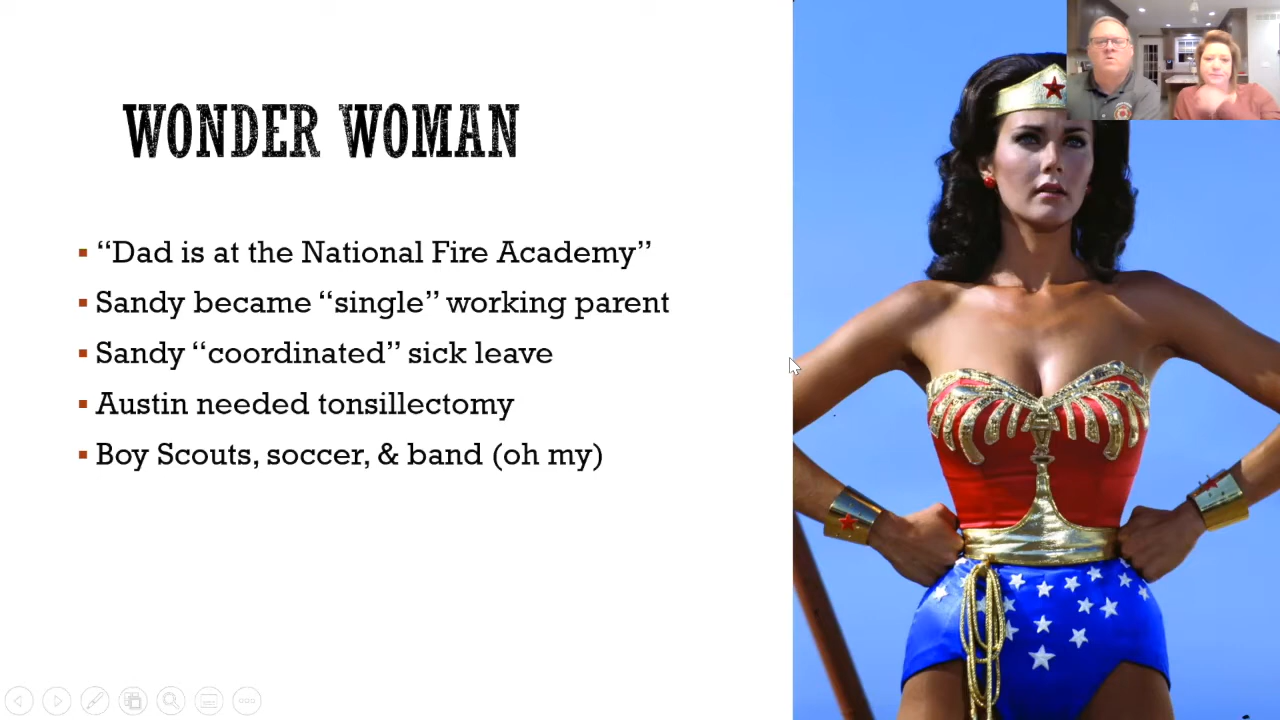 WONDER WOMAN
“Dad is at the National Fire Academy”
Sandy became “single” working parent
Sandy “coordinated” sick leave
Austin needed tonsillectomy
Boy Scouts, soccer, & band (oh my)